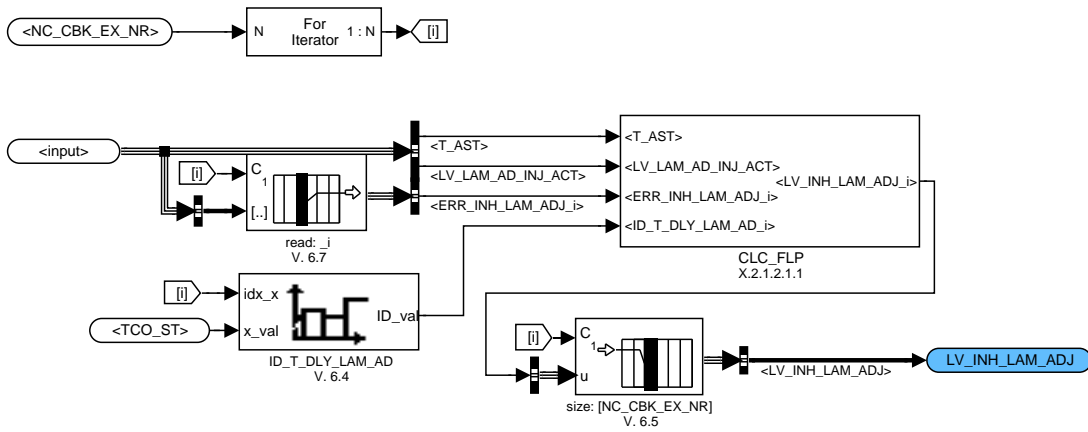 <NC_CBK_EX_NR>
N
For
Iterator
1 : N
[i]
<input>
[i]
C
1
[..]
read: _i
V. 6.7
<T_AST>
<LV_LAM_AD_INJ_ACT>
<ERR_INH_LAM_ADJ_i>
<T_AST>
<LV_LAM_AD_INJ_ACT>
<ERR_INH_LAM_ADJ_i>
<ID_T_DLY_LAM_AD_i>
<LV_INH_LAM_ADJ_i>
CLC_FLP
X.2.1.2.1.1
[i]
<TCO_ST>
idx_x
x_val
ID_val
ID_T_DLY_LAM_AD
V. 6.4
[i]
C
1
u
size: [NC_CBK_EX_NR]
V. 6.5
<LV_INH_LAM_ADJ>
LV_INH_LAM_ADJ